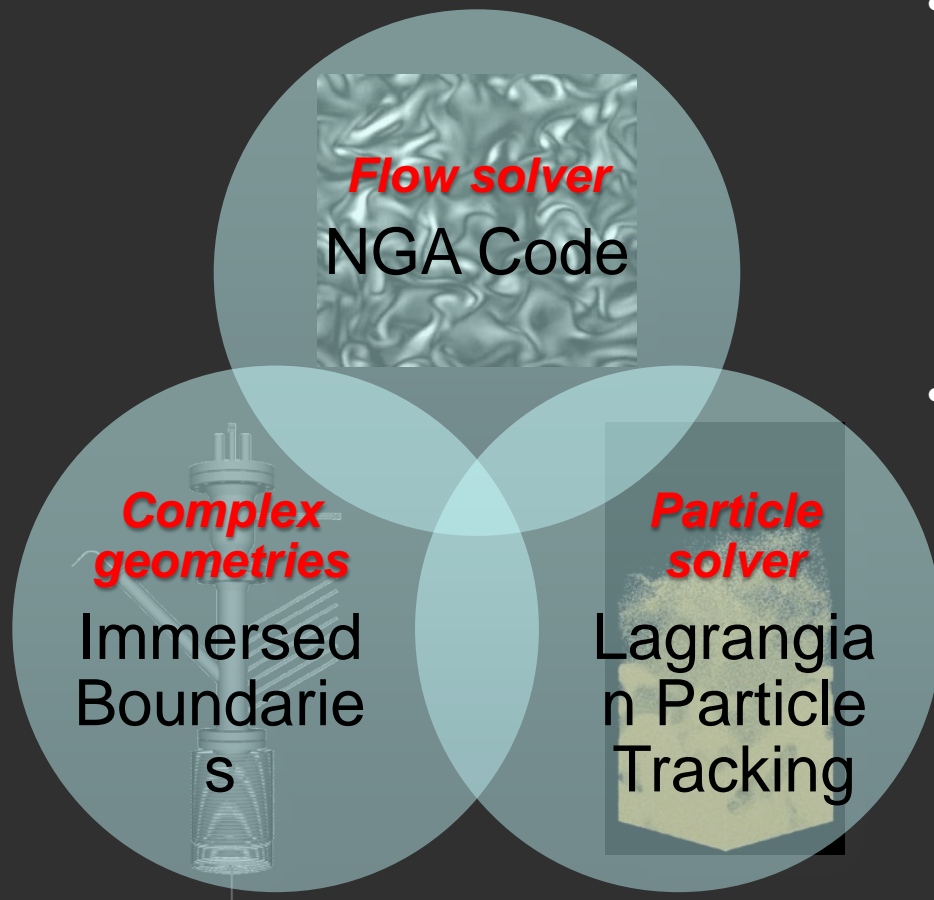 Flow solver
NGA Code
Complex
geometries
Immersed
Boundarie
s
Particle
solver
Lagrangia
n Particle
Tracking